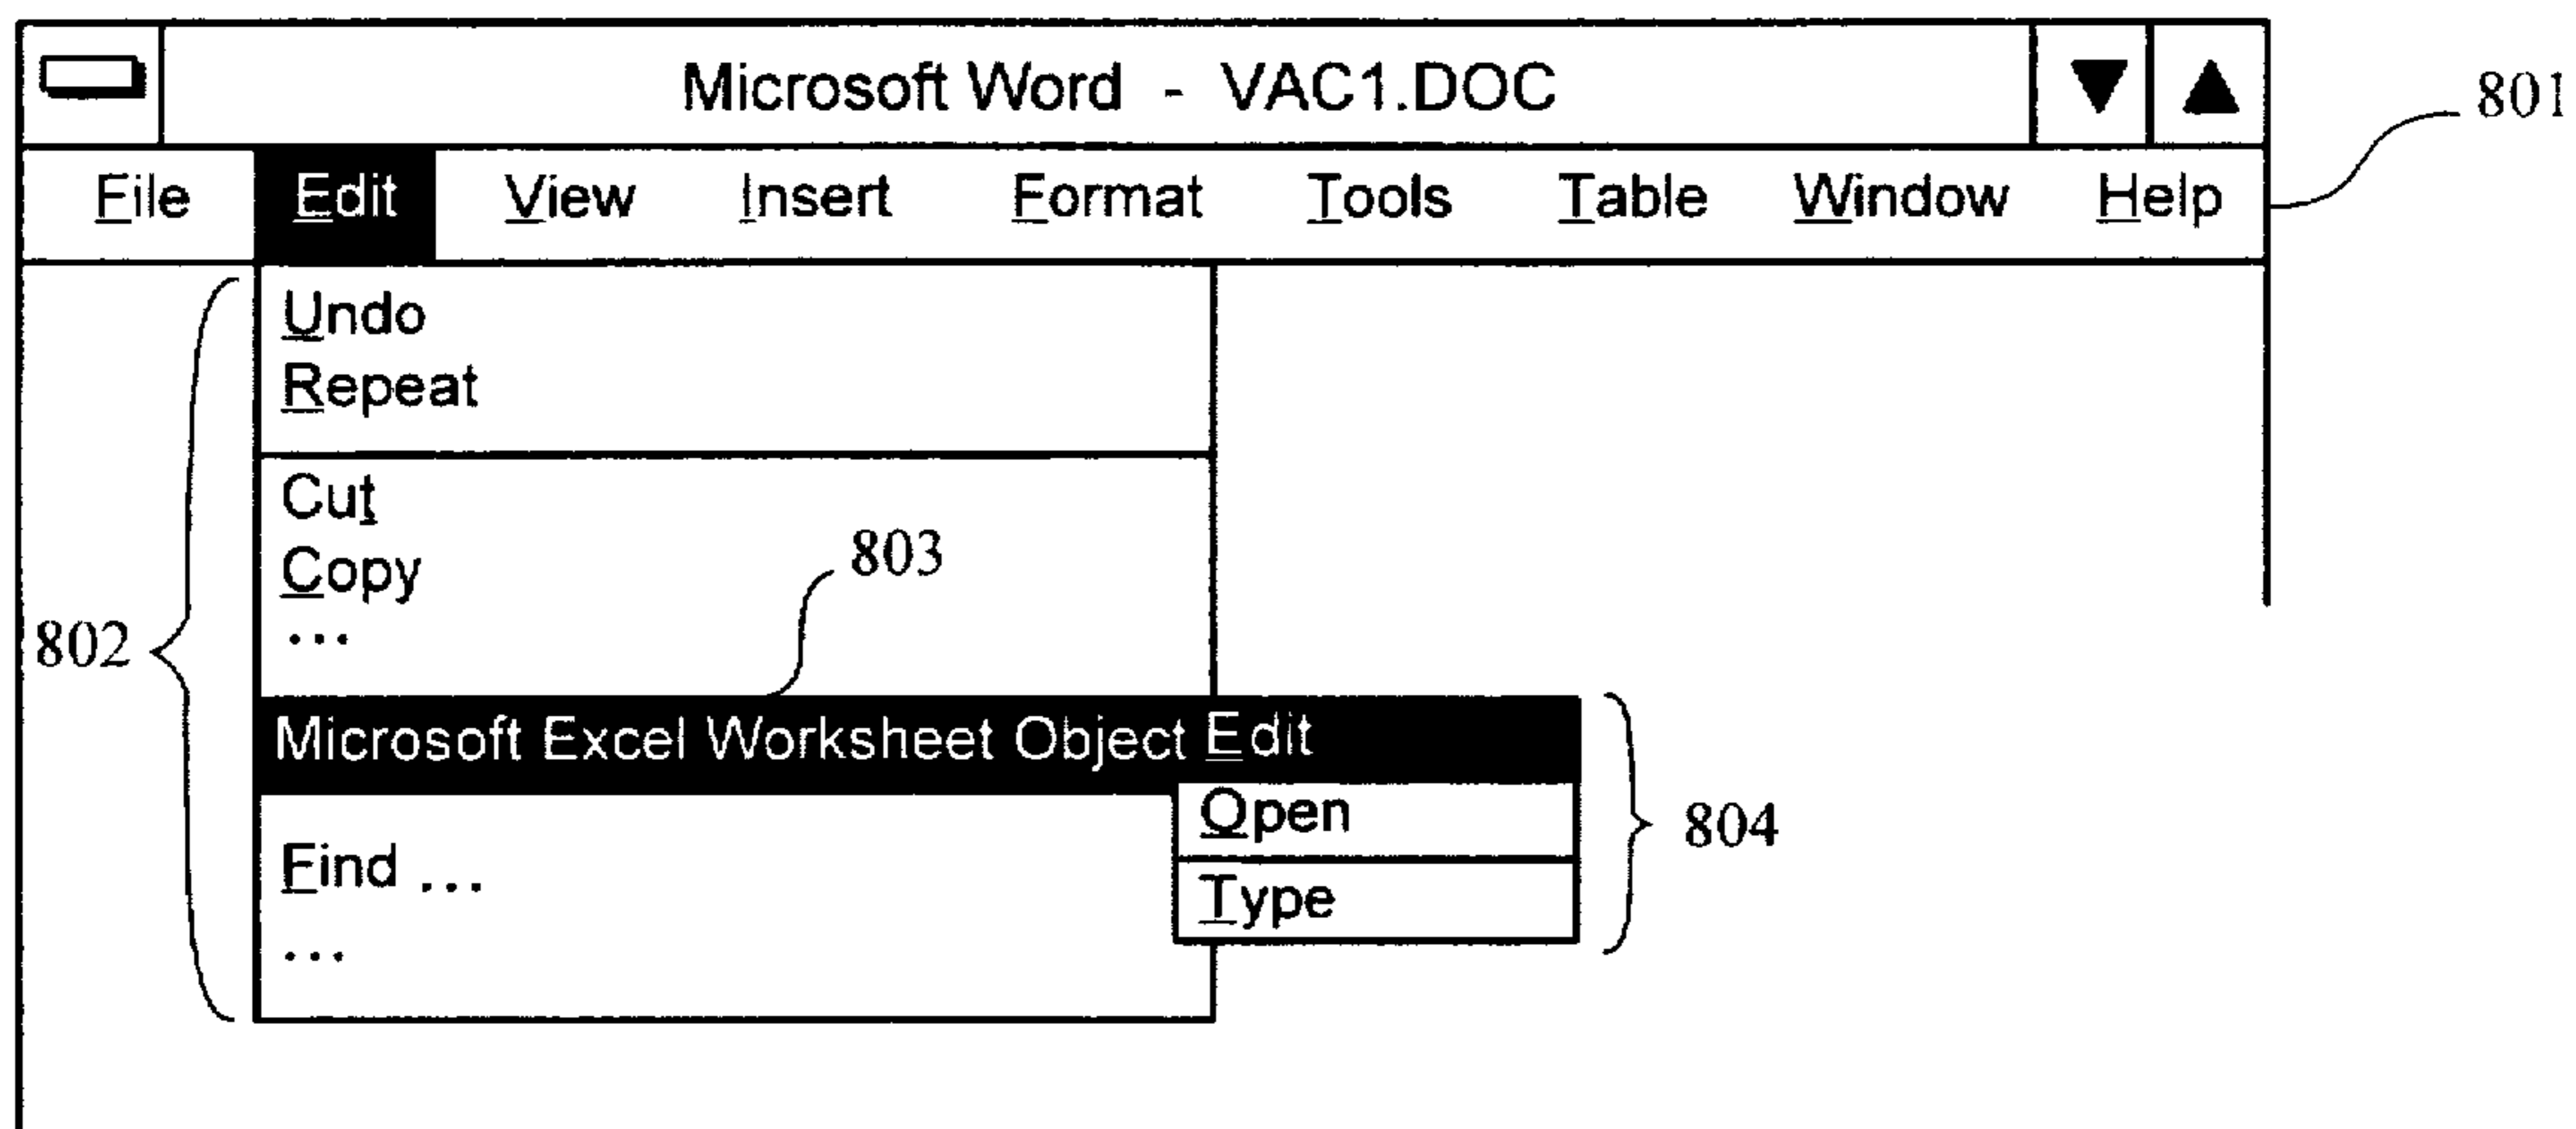 Microsoft Word - VAC1.DOC
801
File Edit View Insert Format Tools Table Window Help
Undo
Repeat
Cut
Copy
803
...
802
Microsoft Excel Worksheet Object Edit
Open
804
Find ...
Type
...